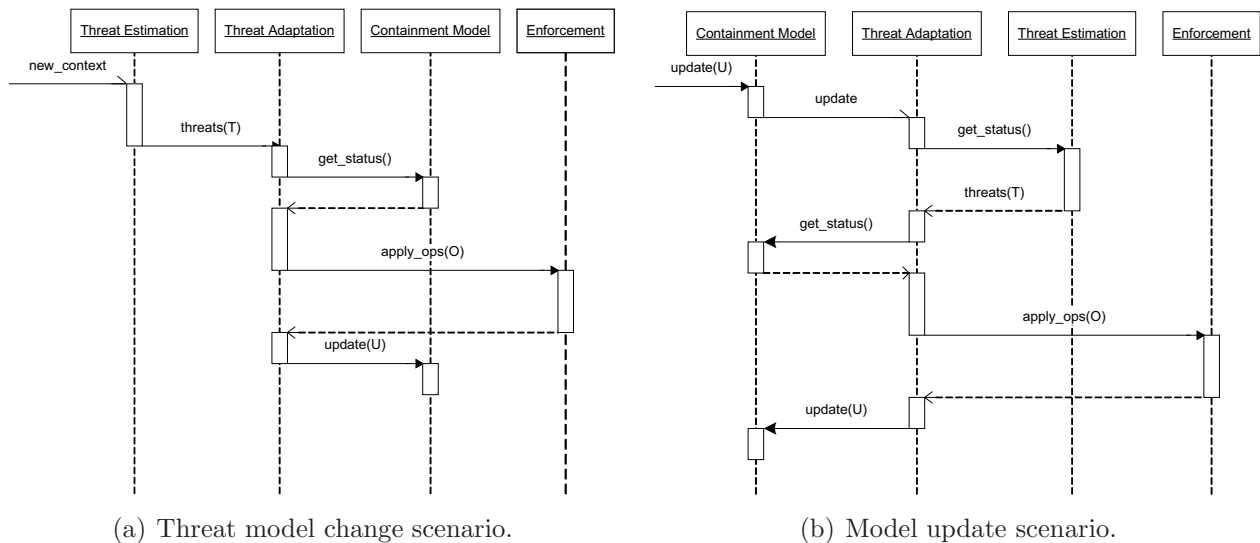 Threat Estimation
Threat Adaptation
Containment Model
Enforcement
new_context
threats(T)
get_status()
apply_ops(O)
update(U)
(a) Threat model change scenario.
Containment Model
Threat Adaptation
Threat Estimation
Enforcement
update(U)
update
get_status()
threats(T)
get_status()
apply_ops(O)
update(U)
(b) Model update scenario.